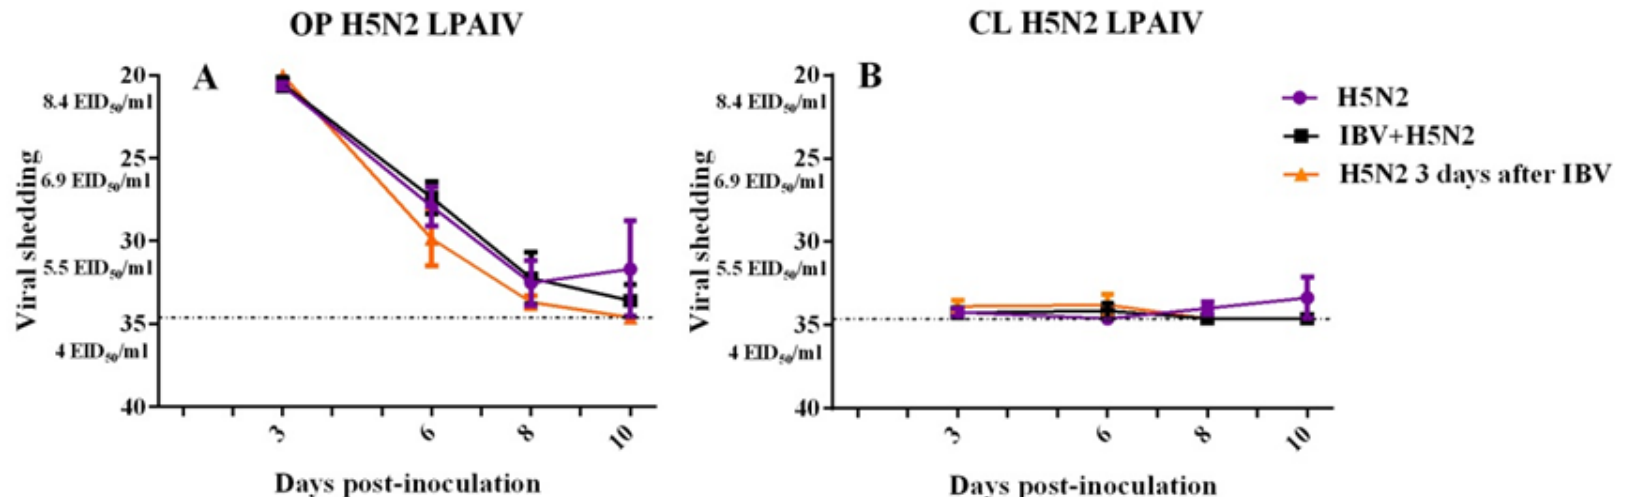 OP H5N2 LPAIV
A
Viral shedding
20
8.4 EID50/ml
25
6.9 EID50/ml
30
5.5 EID50/ml
35
4 EID50/ml
40
3
6
8
10
Days post-inoculation
CL H5N2 LPAIV
B
Viral shedding
20
8.4 EID50/ml
25
6.9 EID50/ml
30
5.5 EID50/ml
35
4 EID50/ml
40
3
6
8
10
Days post-inoculation
H5N2
IBV+H5N2
H5N2 3 days after IBV